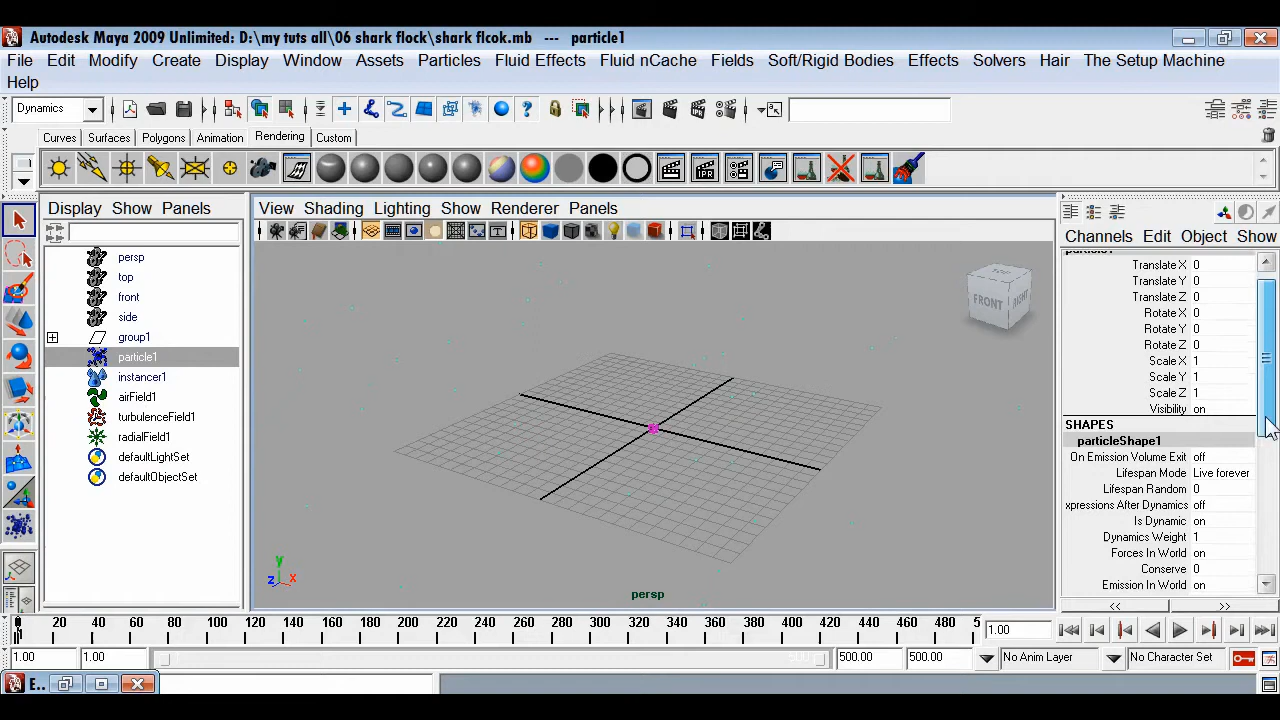 Autodesk Maya 2009 Unlimited: D:\my tuts all\06 shark flock\shark flcok.mb --- particle1
File Edit Modify Create Display Window Assets Particles Fluid Effects Fluid nCache Fields Soft/Rigid Bodies Effects Solvers Hair The Setup Machine
Help
Dynamics
Curves Surfaces Polygons Animation Rendering Custom
IPR
Display Show Panels
View Shading Lighting Show Renderer Panels
Channels Edit Object Show
persp
top
front
side
group1
particle1
instancer1
airField1
turbulenceField1
radialField1
defaultLightSet
defaultObjectSet
TOP
FRONT
RIGHT
y
z x
persp
particle1
Translate X 0
Translate Y 0
Translate Z 0
Rotate X 0
Rotate Y 0
Rotate Z 0
Scale X 1
Scale Y 1
Scale Z 1
Visibility on
SHAPES
particleShape1
On Emission Volume Exit off
Lifespan Mode Live forever
Lifespan Random 0
xpressions After Dynamics off
Is Dynamic on
Dynamics Weight 1
Forces In World on
Conserve 0
Emission In World on
<< >>
20 40 60 80 100 120 140 160 180 200 220 240 260 280 300 320 340 360 380 400 420 440 460 480 5
1.00
1.00 1.00 500 500.00 500.00 No Anim Layer No Character Set
E..